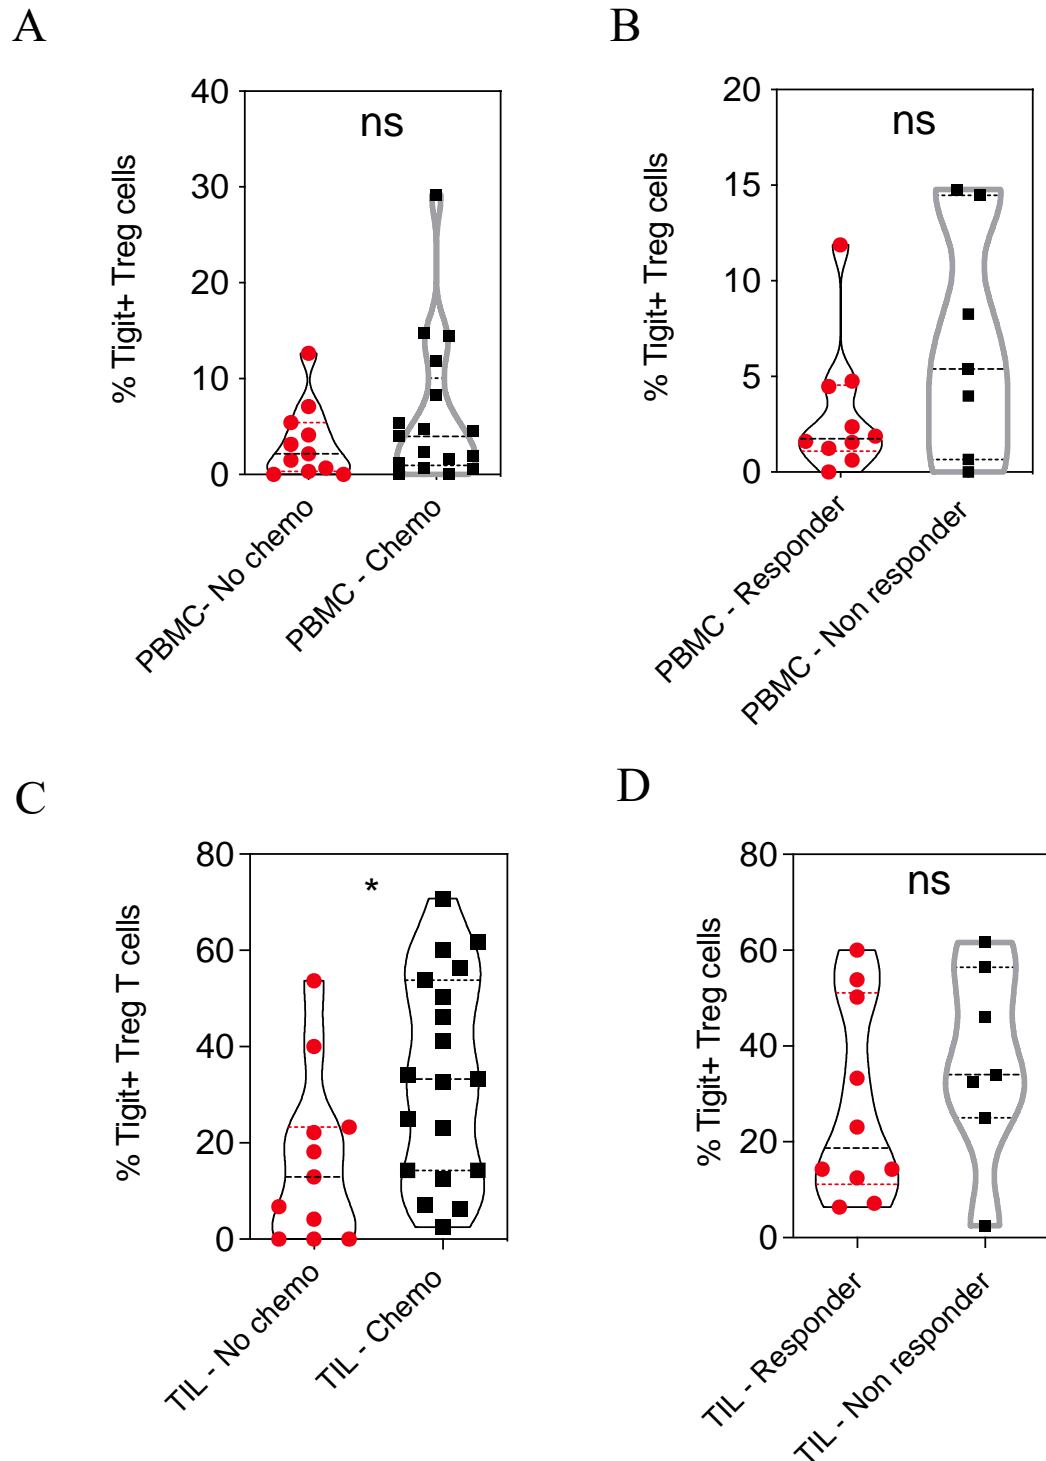 A
% Tigit+ Treg cells
40
30
20
10
0
ns
PBMC- No chemo
PBMC - Chemo
B
% Tigit+ Treg cells
20
15
10
5
0
ns
PBMC - Responder
PBMC - Non responder
C
% Tigit+ Treg T cells
80
60
40
20
0
*
TIL - No chemo
TIL - Chemo
D
% Tigit+ Treg cells
80
60
40
20
0
ns
TIL - Responder
TIL - Non responder